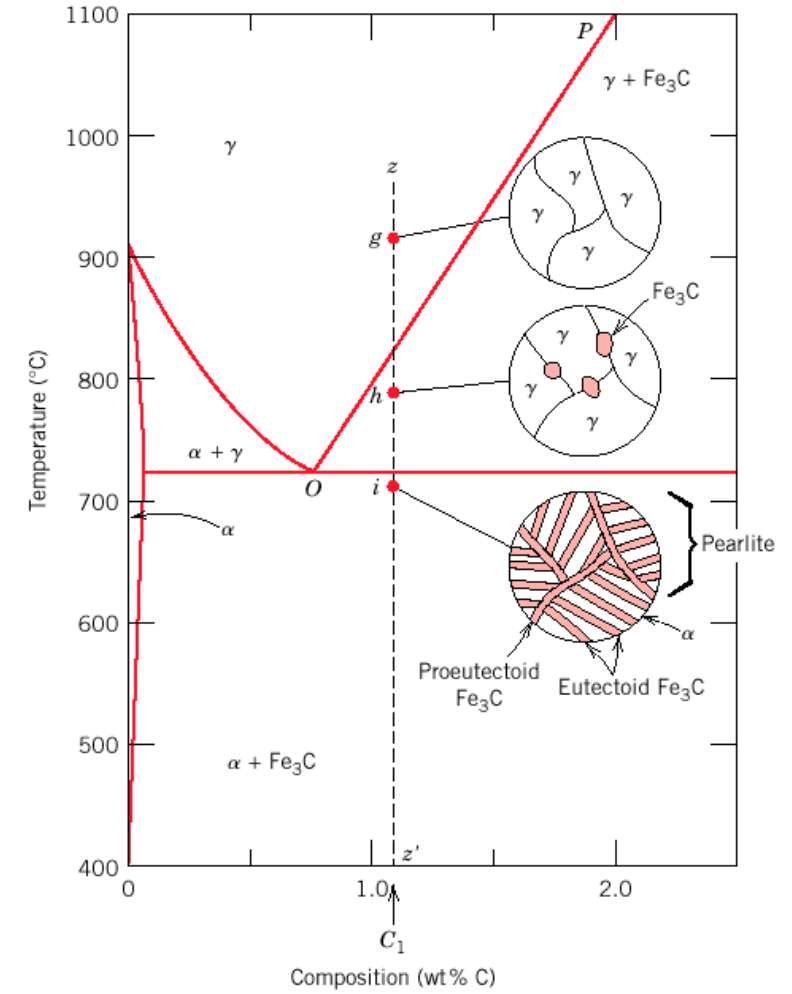 1100
P
γ + Fe₃C
1000
γ
z
γ
γ
γ
g
γ
900
Fe₃C
γ
γ
800
γ
h
γ
α + γ
O
i
700
α
Pearlite
600
α
Proeutectoid
Fe₃C
Eutectoid Fe₃C
500
α + Fe₃C
z'
400
0
1.0
2.0
C₁
Composition (wt% C)
Temperature (°C)